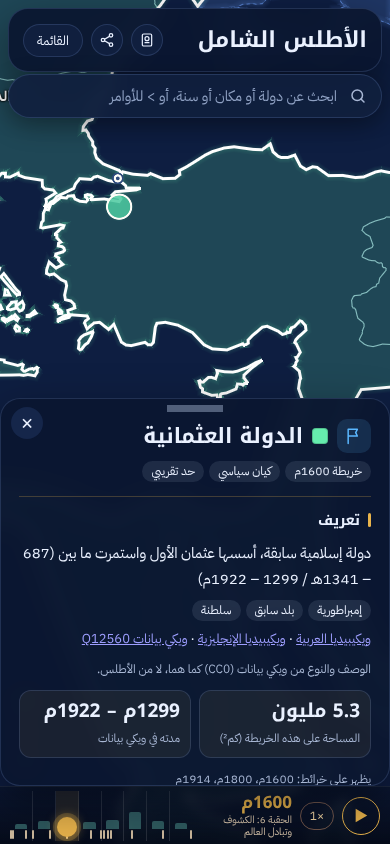 الأطلس الشامل
القائمة
ابحث عن دولة أو مكان أو سنة، أو > للأوامر
الدولة العثمانية
خريطة 1600م
كيان سياسي
حد تقريبي
تعريف
دولة إسلامية سابقة، أسسها عثمان الأول واستمرت ما بين (687
– 1341هـ / 1299 – 1922م)
إمبراطورية
بلد سابق
سلطنة
ويكيبيديا العربية · ويكيبيديا الإنجليزية · ويكي بيانات Q12560
الوصف والنوع من ويكي بيانات (CC0) كما هما، لا من الأطلس.
5.3 مليون
المساحة على هذه الخريطة (كم²)
1299م – 1922م
مدته في ويكي بيانات
يظهر على خرائط: 1600م، 1800م، 1914م
1×
1600م
الحقبة 6: الكشوف
وتبادل العالم